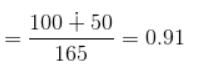 = (100 + 50) / 165 = 0.91